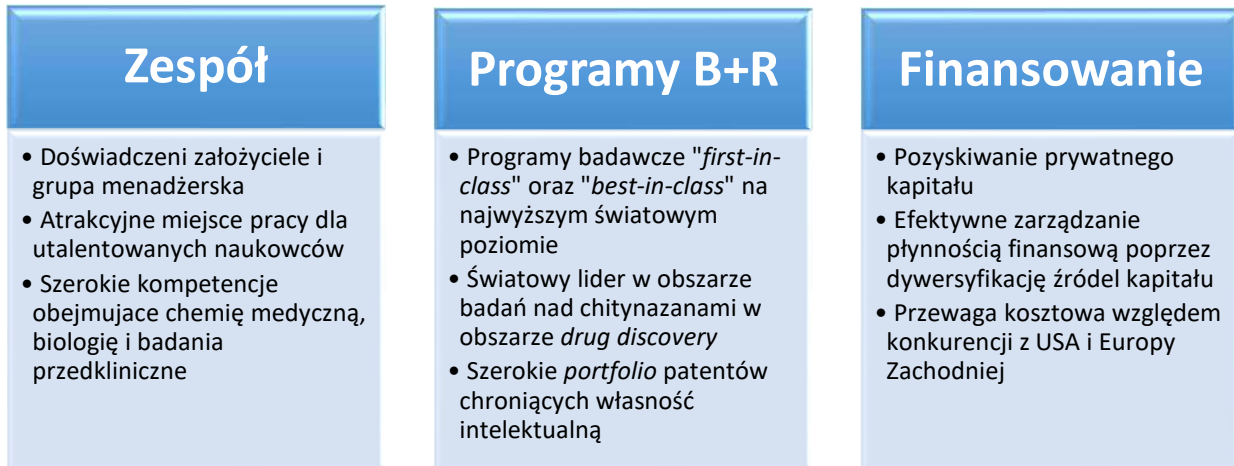 Zespół
• Doświadczeni założyciele i
grupa menadżerska
• Atrakcyjne miejsce pracy dla
utalentowanych naukowców
• Szerokie kompetencje
obejmujace chemię medyczną,
biologię i badania
przedkliniczne
Programy B+R
• Programy badawcze "first-in-
class" oraz "best-in-class" na
najwyższym światowym
poziomie
• Światowy lider w obszarze
badań nad chitynazanami w
obszarze drug discovery
• Szerokie portfolio patentów
chroniących własność
intelektualną
Finansowanie
• Pozyskiwanie prywatnego
kapitału
• Efektywne zarządzanie
płynnością finansową poprzez
dywersyfikację źródel kapitału
• Przewaga kosztowa względem
konkurencji z USA i Europy
Zachodniej